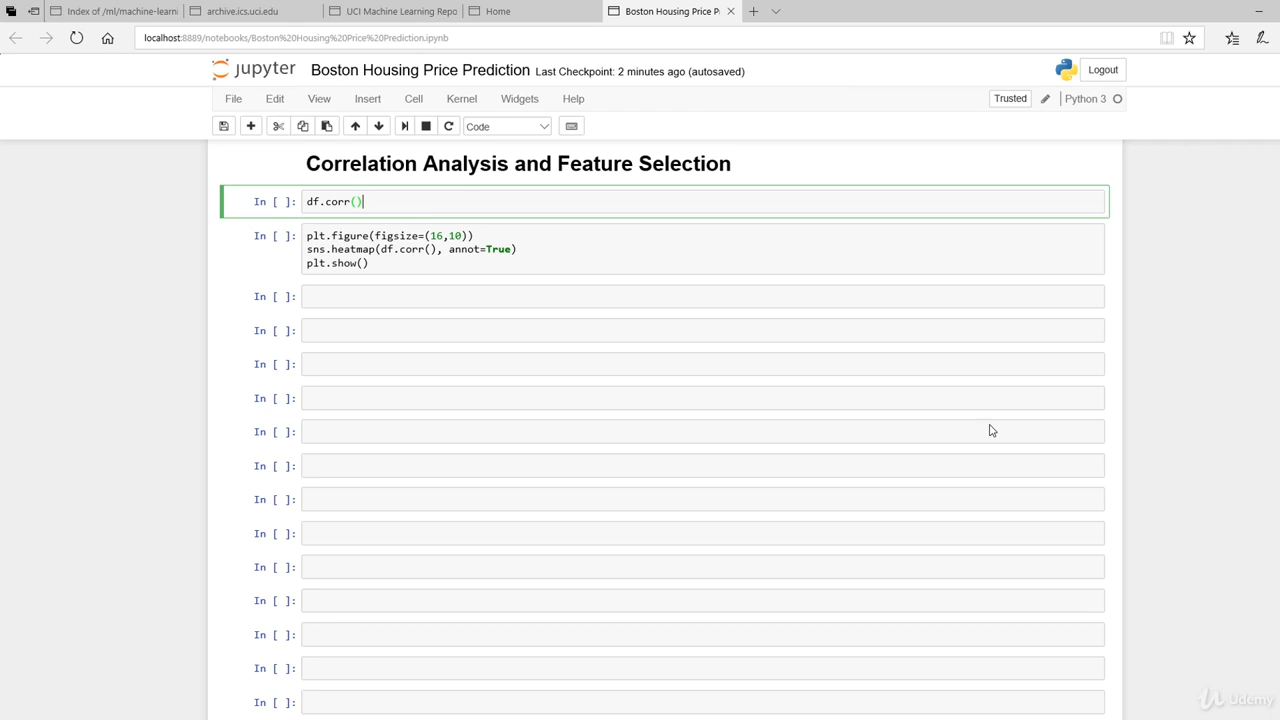 Index of /ml/machine-learni
archive.ics.uci.edu
UCI Machine Learning Repo
Home
Boston Housing Price P
localhost:8889/notebooks/Boston%20Housing%20Price%20Prediction.ipynb
jupyter Boston Housing Price Prediction Last Checkpoint: 2 minutes ago (autosaved)
Logout
File Edit View Insert Cell Kernel Widgets Help
Trusted Python 3
Code
Correlation Analysis and Feature Selection
In [ ]: df.corr()
In [ ]: plt.figure(figsize=(16,10))
sns.heatmap(df.corr(), annot=True)
plt.show()
In [ ]:
In [ ]:
In [ ]:
In [ ]:
In [ ]:
In [ ]:
In [ ]:
In [ ]:
In [ ]:
In [ ]:
In [ ]:
In [ ]:
In [ ]:
Udemy